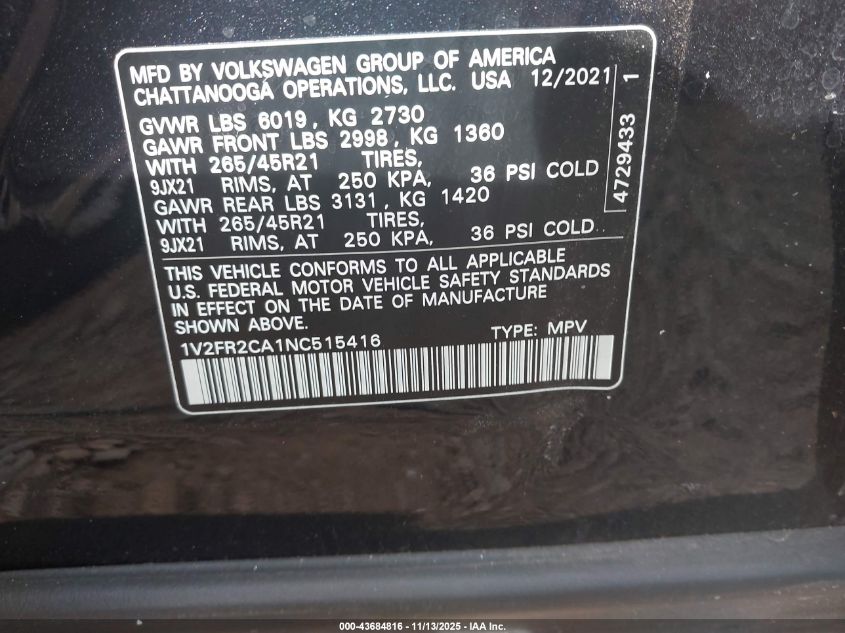 MFD BY VOLKSWAGEN GROUP OF AMERICA
CHATTANOOGA OPERATIONS, LLC. USA 12/2021
GVWR LBS 6019, KG 2730
GAWR FRONT LBS 2998, KG 1360
WITH 265/45R21 TIRES,
9JX21 RIMS, AT 250 KPA, 36 PSI COLD
GAWR REAR LBS 3131, KG 1420
WITH 265/45R21 TIRES,
9JX21 RIMS, AT 250 KPA, 36 PSI COLD
4729433 1
THIS VEHICLE CONFORMS TO ALL APPLICABLE
U.S. FEDERAL MOTOR VEHICLE SAFETY STANDARDS
IN EFFECT ON THE DATE OF MANUFACTURE
SHOWN ABOVE.
1V2FR2CA1NC515416 TYPE: MPV
000-43684816 - 11/13/2025 - IAA Inc.